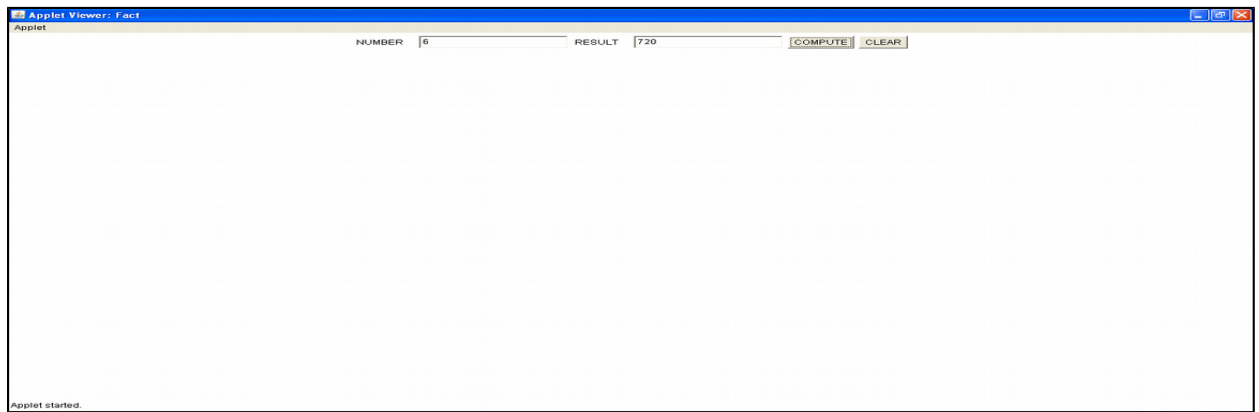 Applet Viewer: Fact
Applet
NUMBER 6 RESULT 720 COMPUTE CLEAR
Applet started.